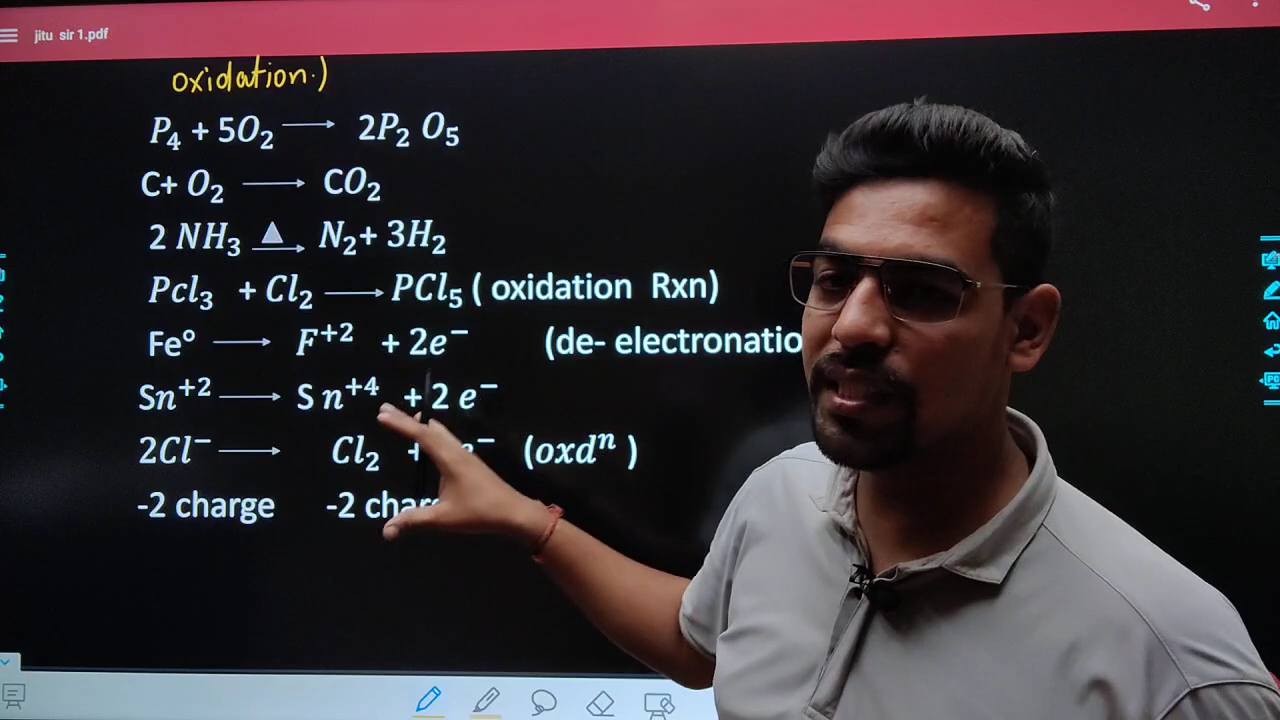 jitu sir 1.pdf
oxidation.)
P₄ + 5O₂ ⟶ 2P₂ O₅
C+ O₂ ⟶ CO₂
2 NH₃ ⟶ N₂+ 3H₂
Pcl₃ + Cl₂ ⟶ PCl₅ ( oxidation Rxn)
Fe° ⟶ F⁺² + 2e⁻ (de- electronatio
Sn⁺² ⟶ S n⁺⁴ + 2 e⁻
2Cl⁻ ⟶ Cl₂ + e⁻ (oxdⁿ )
-2 charge -2 char